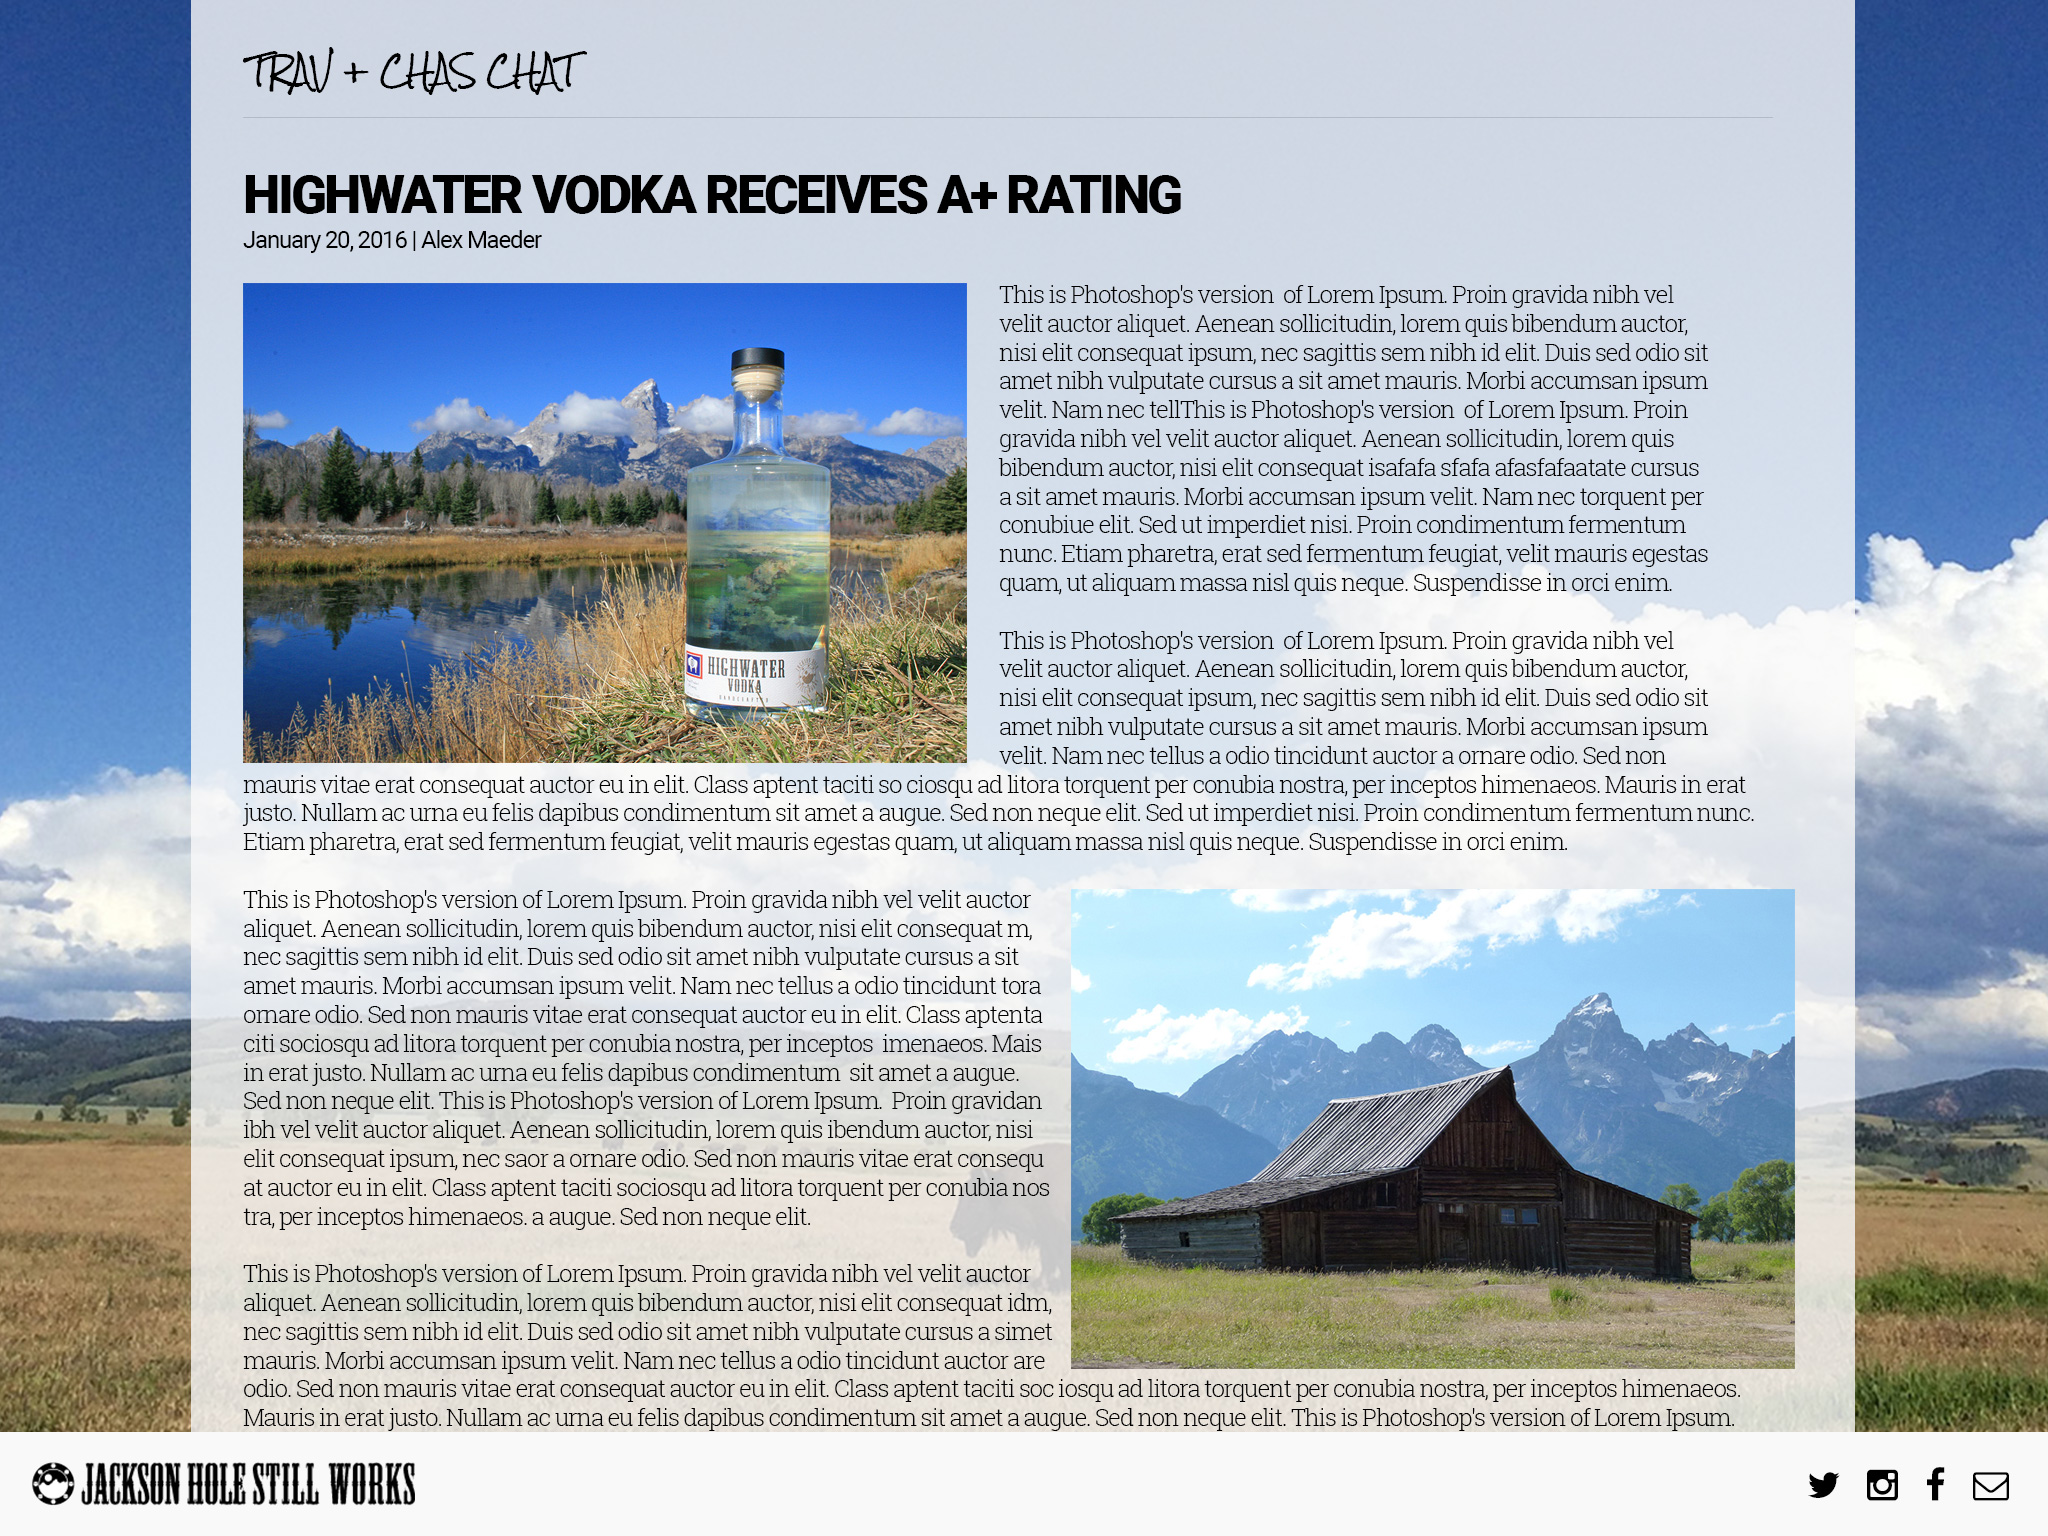 TRAV + CHAS CHAT
HIGHWATER VODKA RECEIVES A+ RATING
January 20, 2016 | Alex Maeder
This is Photoshop's version  of Lorem Ipsum. Proin gravida nibh vel
velit auctor aliquet. Aenean sollicitudin, lorem quis bibendum auctor,
nisi elit consequat ipsum, nec sagittis sem nibh id elit. Duis sed odio sit
amet nibh vulputate cursus a sit amet mauris. Morbi accumsan ipsum
velit. Nam nec tellThis is Photoshop's version  of Lorem Ipsum. Proin
gravida nibh vel velit auctor aliquet. Aenean sollicitudin, lorem quis
bibendum auctor, nisi elit consequat isafafa sfafa afasfafaatate cursus
a sit amet mauris. Morbi accumsan ipsum velit. Nam nec torquent per
conubiue elit. Sed ut imperdiet nisi. Proin condimentum fermentum
nunc. Etiam pharetra, erat sed fermentum feugiat, velit mauris egestas
quam, ut aliquam massa nisl quis neque. Suspendisse in orci enim.
HIGHWATER
VODKA
HANDCRAFTED
This is Photoshop's version  of Lorem Ipsum. Proin gravida nibh vel
velit auctor aliquet. Aenean sollicitudin, lorem quis bibendum auctor,
nisi elit consequat ipsum, nec sagittis sem nibh id elit. Duis sed odio sit
amet nibh vulputate cursus a sit amet mauris. Morbi accumsan ipsum
velit. Nam nec tellus a odio tincidunt auctor a ornare odio. Sed non
mauris vitae erat consequat auctor eu in elit. Class aptent taciti so ciosqu ad litora torquent per conubia nostra, per inceptos himenaeos. Mauris in erat
justo. Nullam ac urna eu felis dapibus condimentum sit amet a augue. Sed non neque elit. Sed ut imperdiet nisi. Proin condimentum fermentum nunc.
Etiam pharetra, erat sed fermentum feugiat, velit mauris egestas quam, ut aliquam massa nisl quis neque. Suspendisse in orci enim.
This is Photoshop's version of Lorem Ipsum. Proin gravida nibh vel velit auctor
aliquet. Aenean sollicitudin, lorem quis bibendum auctor, nisi elit consequat m,
nec sagittis sem nibh id elit. Duis sed odio sit amet nibh vulputate cursus a sit
amet mauris. Morbi accumsan ipsum velit. Nam nec tellus a odio tincidunt tora
ornare odio. Sed non mauris vitae erat consequat auctor eu in elit. Class aptenta
citi sociosqu ad litora torquent per conubia nostra, per inceptos  imenaeos. Mais
in erat justo. Nullam ac urna eu felis dapibus condimentum  sit amet a augue.
Sed non neque elit. This is Photoshop's version of Lorem Ipsum.  Proin gravidan
ibh vel velit auctor aliquet. Aenean sollicitudin, lorem quis ibendum auctor, nisi
elit consequat ipsum, nec saor a ornare odio. Sed non mauris vitae erat consequ
at auctor eu in elit. Class aptent taciti sociosqu ad litora torquent per conubia nos
tra, per inceptos himenaeos. a augue. Sed non neque elit.
This is Photoshop's version of Lorem Ipsum. Proin gravida nibh vel velit auctor
aliquet. Aenean sollicitudin, lorem quis bibendum auctor, nisi elit consequat idm,
nec sagittis sem nibh id elit. Duis sed odio sit amet nibh vulputate cursus a simet
mauris. Morbi accumsan ipsum velit. Nam nec tellus a odio tincidunt auctor are
odio. Sed non mauris vitae erat consequat auctor eu in elit. Class aptent taciti soc iosqu ad litora torquent per conubia nostra, per inceptos himenaeos.
Mauris in erat justo. Nullam ac urna eu felis dapibus condimentum sit amet a augue. Sed non neque elit. This is Photoshop's version of Lorem Ipsum.
JACKSON HOLE STILL WORKS